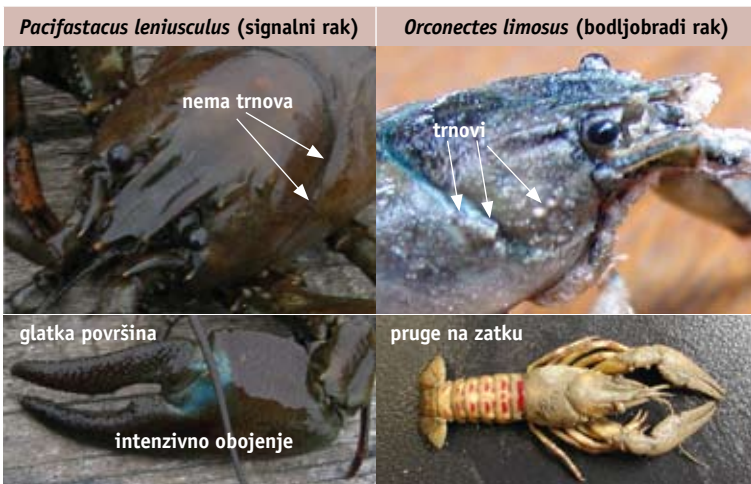 Pacifastacus leniusculus (signalni rak)
Orconectes limosus (bodljobradi rak)
nema trnova
trnovi
glatka površina
intenzivno obojenje
pruge na zatku